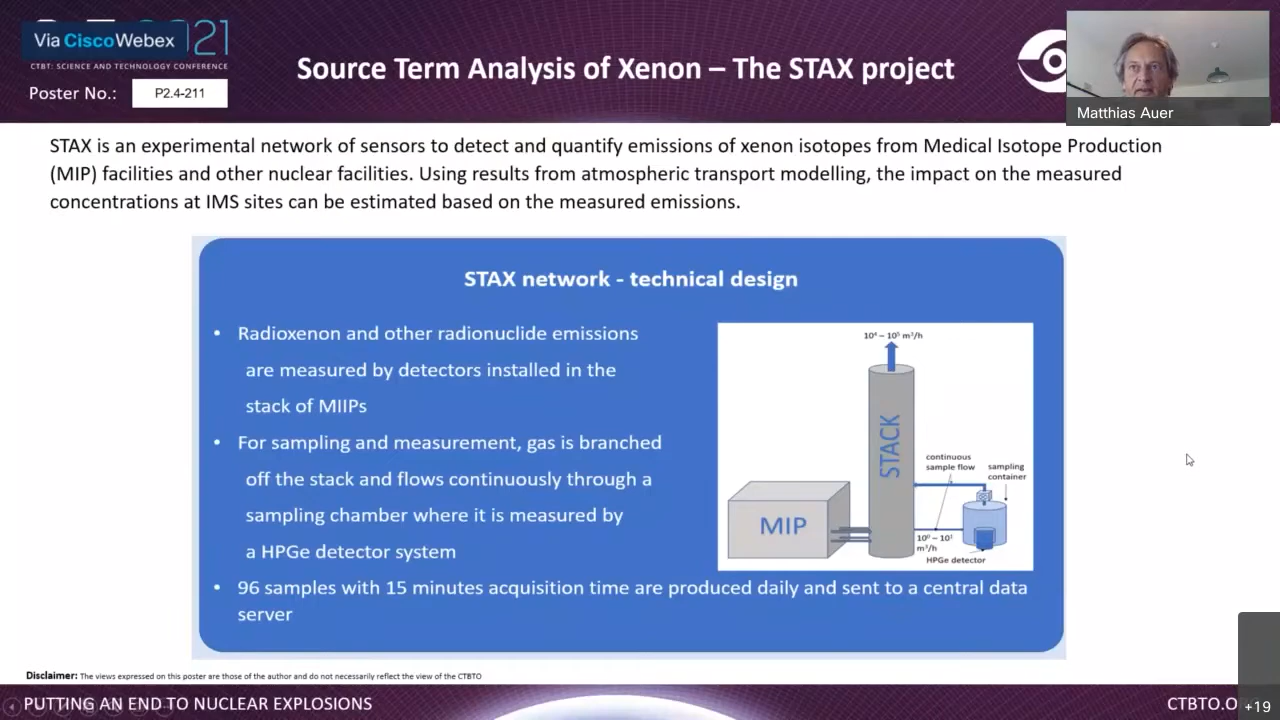 Via Cisco Webex
21
CTBT: SCIENCE AND TECHNOLOGY CONFERENCE
Poster No.: P2.4-211
Source Term Analysis of Xenon – The STAX project
Matthias Auer
STAX is an experimental network of sensors to detect and quantify emissions of xenon isotopes from Medical Isotope Production
(MIP) facilities and other nuclear facilities. Using results from atmospheric transport modelling, the impact on the measured
concentrations at IMS sites can be estimated based on the measured emissions.
STAX network - technical design
• Radioxenon and other radionuclide emissions
are measured by detectors installed in the
stack of MIIPs
• For sampling and measurement, gas is branched
off the stack and flows continuously through a
sampling chamber where it is measured by
a HPGe detector system
• 96 samples with 15 minutes acquisition time are produced daily and sent to a central data
server
10⁴ – 10⁵ m³/h
STACK
continuous
sample flow
sampling
container
MIP
10⁰ – 10¹
m³/h
HPGe detector
Disclaimer: The views expressed on this poster are those of the author and do not necessarily reflect the view of the CTBTO
PUTTING AN END TO NUCLEAR EXPLOSIONS
CTBTO.O
+19